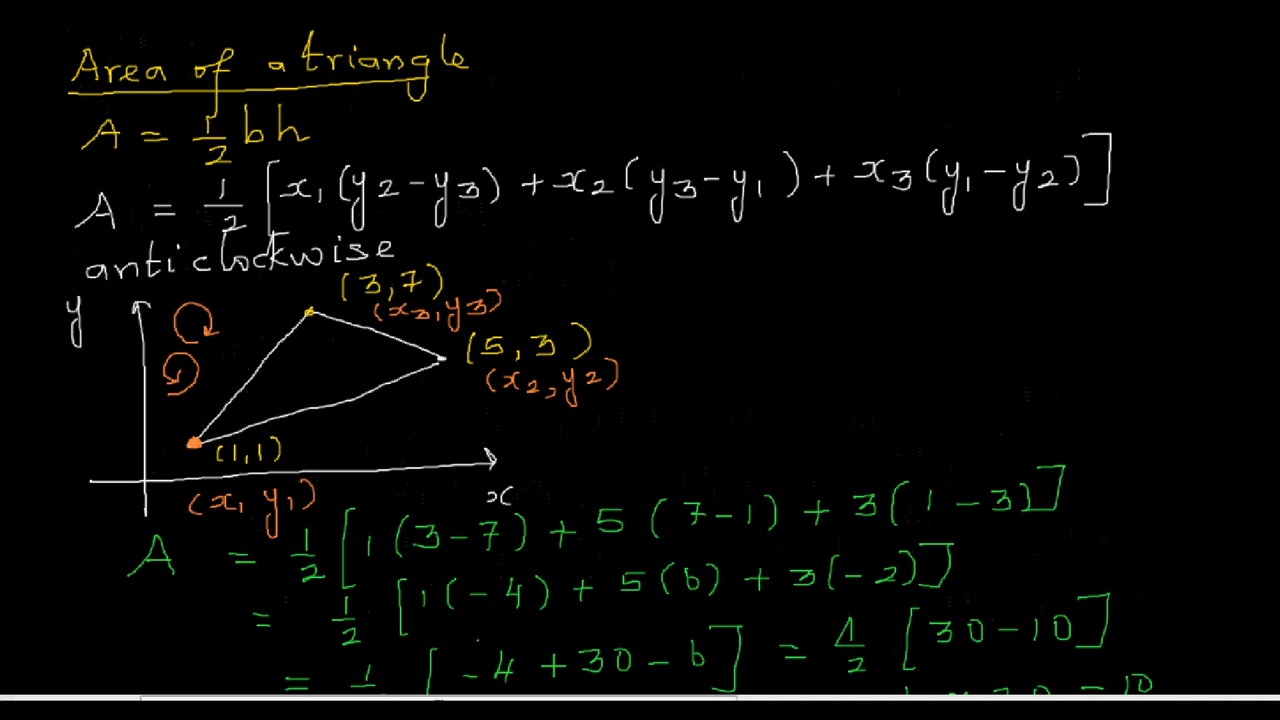 Area of a triangle
A = 1/2 bh
A = 1/2 [x1(y2-y3) + x2(y3-y1) + x3(y1-y2)]
anticlockwise
y
(3,7)
(x3,y3)
(5,3)
(x2,y2)
(1,1)
(x1 y1)
x
A = 1/2 [1(3-7) + 5(7-1) + 3(1-3)]
= 1/2 [1(-4) + 5(6) + 3(-2)]
= 1/2 [-4 + 30 - 6] = 1/2 [30-10]
= 10